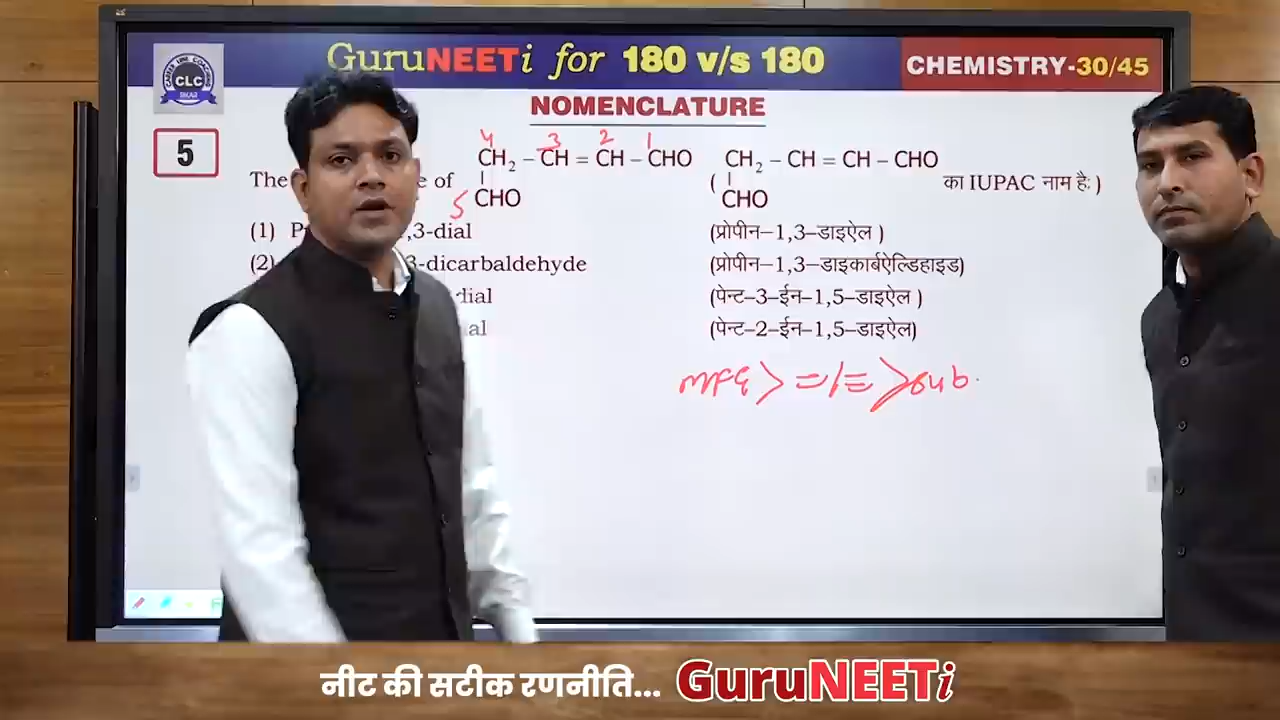 GuruNEETi for 180 v/s 180
CHEMISTRY-30/45
CLC
NOMENCLATURE
5
4 3 2 1
CH₂ – CH = CH – CHO
CHO
5
The e of
(CH₂ – CH = CH – CHO
CHO
का IUPAC नाम है: )
(1) P ,3-dial (प्रोपीन–1,3–डाइऐल )
(2) 3-dicarbaldehyde (प्रोपीन–1,3–डाइकार्बऐल्डिहाइड)
dial (पेन्ट–3–ईन–1,5–डाइऐल )
al (पेन्ट–2–ईन–1,5–डाइऐल)
MFG > =/≡ > sub.
नीट की सटीक रणनीति... GuruNEETi